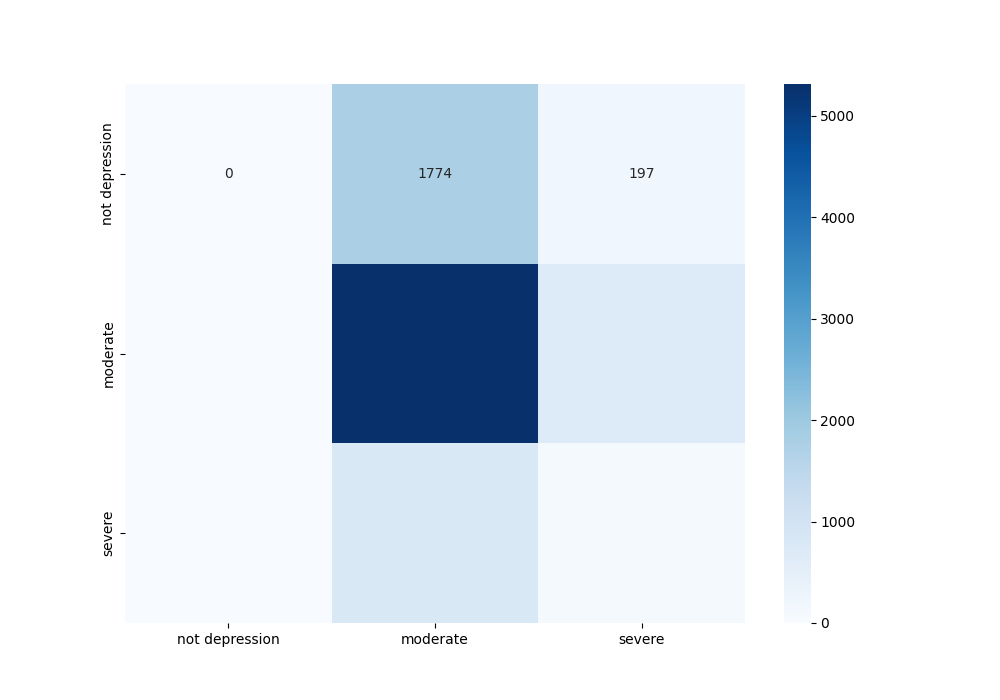 not depression
0 1774 197
moderate
severe
not depression moderate severe
5000
4000
3000
2000
1000
0